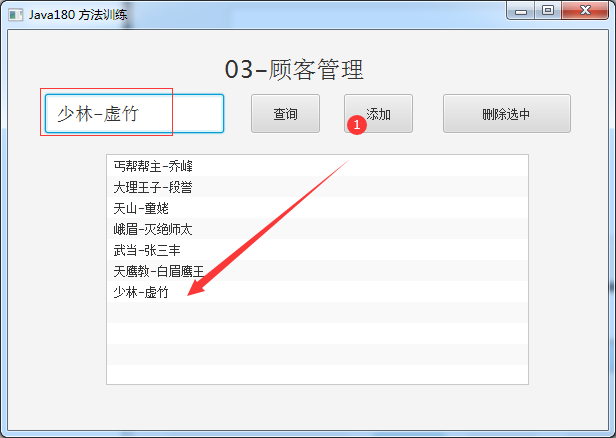 Java180 方法训练
03-顾客管理
少林-虚竹 查询 添加 删除选中
1
丐帮帮主-乔峰
大理王子-段誉
天山-童姥
峨眉-灭绝师太
武当-张三丰
天鹰教-白眉鹰王
少林-虚竹